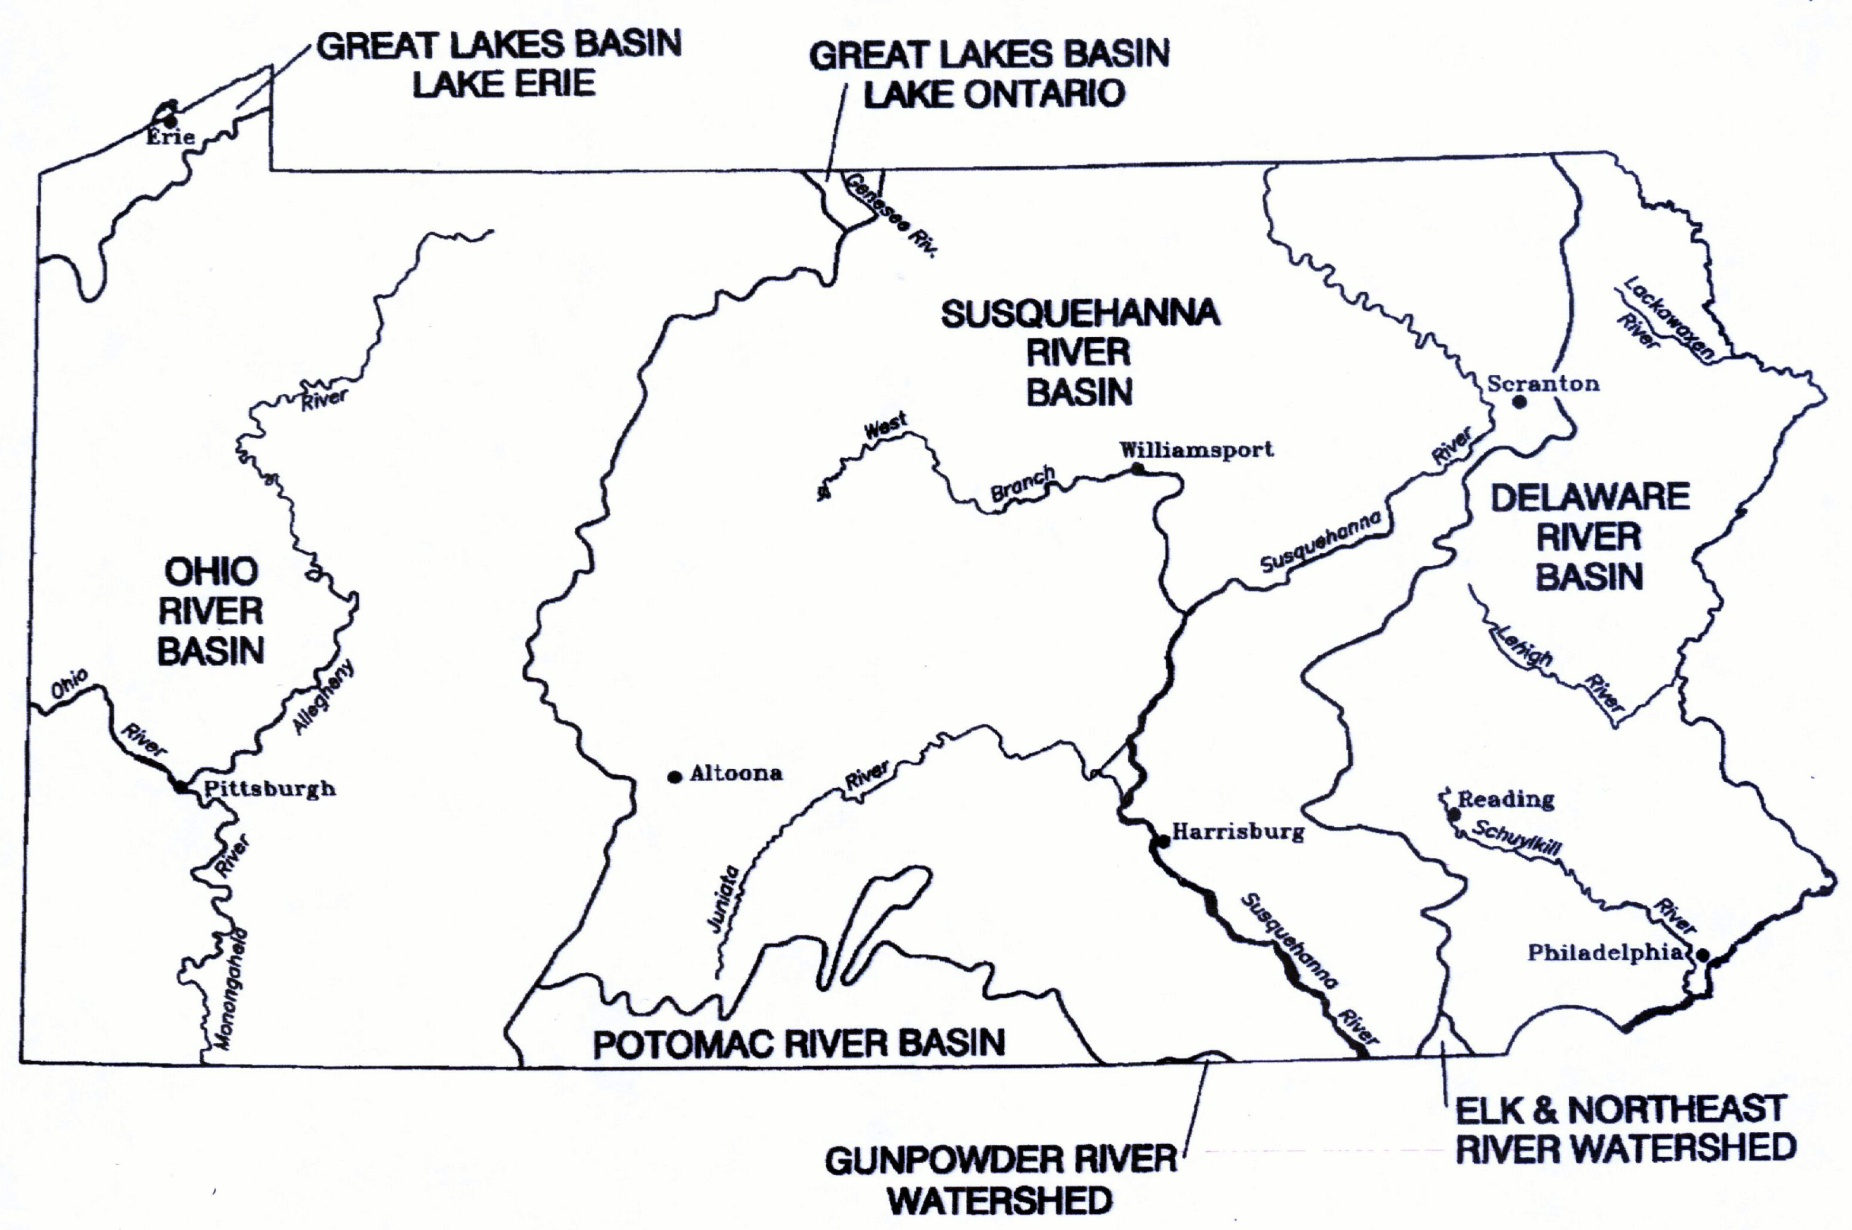 GREAT LAKES BASIN
LAKE ERIE
GREAT LAKES BASIN
LAKE ONTARIO
Erie
Genesee Riv.
SUSQUEHANNA
RIVER
BASIN
Lackawaxen
River
Scranton
River
West
Branch
Williamsport
River
Susquehanna
DELAWARE
RIVER
BASIN
OHIO
RIVER
BASIN
Lehigh
River
Ohio
River
Allegheny
Pittsburgh
Altoona
River
Juniata
Reading
Schuylkill
River
Harrisburg
River
Monongahela
Susquehanna
River
Philadelphia
POTOMAC RIVER BASIN
ELK & NORTHEAST
RIVER WATERSHED
GUNPOWDER RIVER
WATERSHED